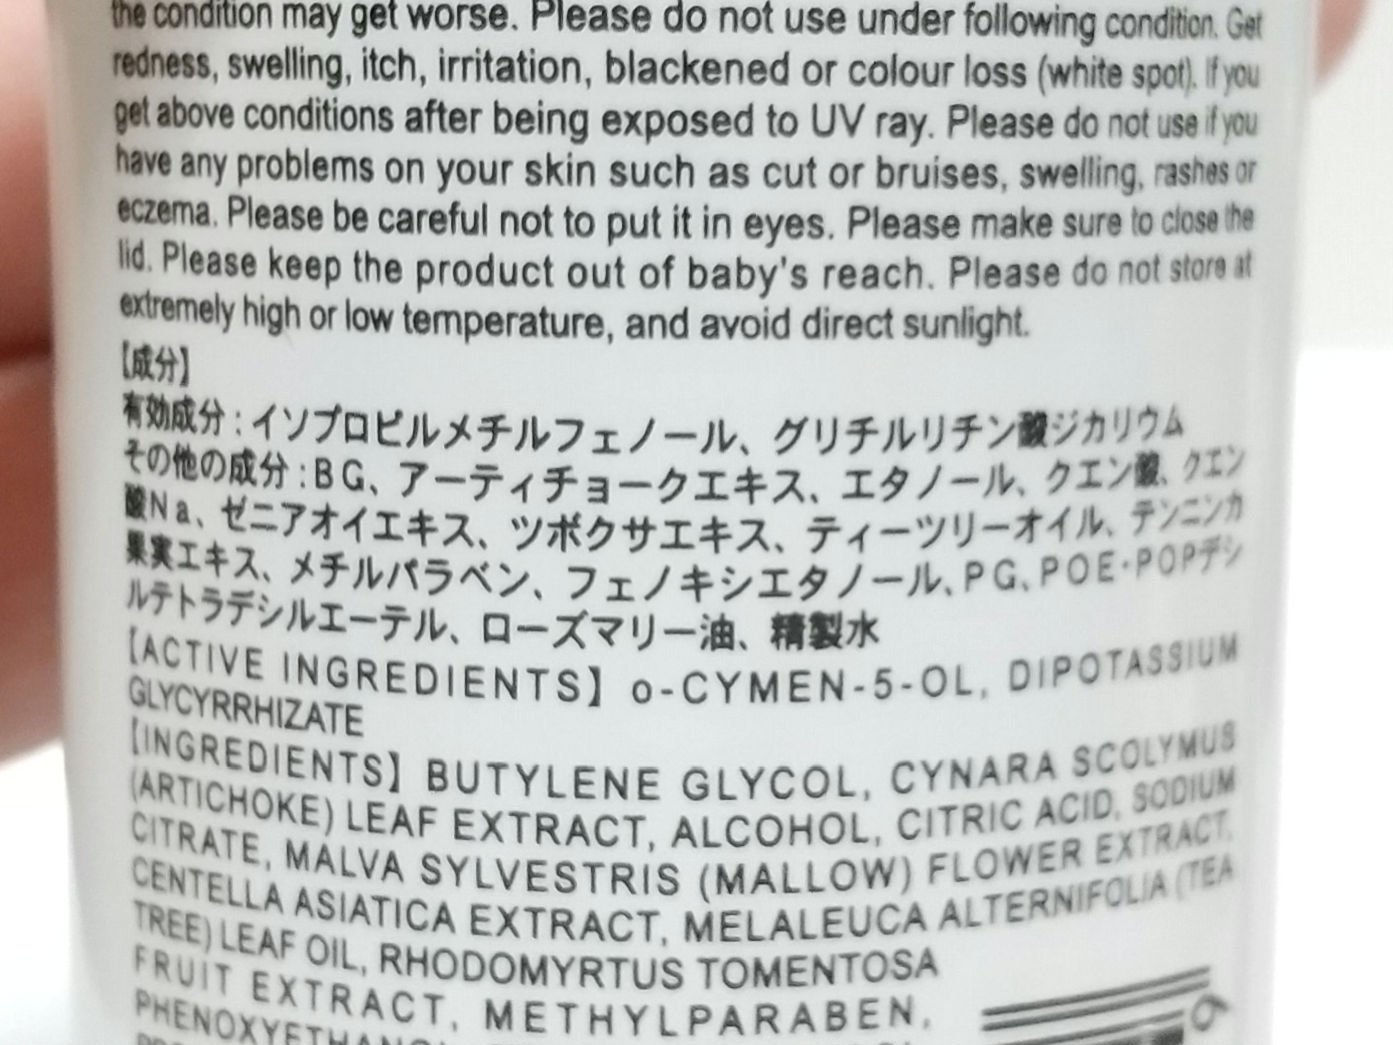 the condition may get worse. Please do not use under following condition. Get
redness, swelling, itch, irritation, blackened or colour loss (white spot). If you
get above conditions after being exposed to UV ray. Please do not use if you
have any problems on your skin such as cut or bruises, swelling, rashes or
eczema. Please be careful not to put it in eyes. Please make sure to close the
lid. Please keep the product out of baby's reach. Please do not store at
extremely high or low temperature, and avoid direct sunlight.
【成分】
有効成分：イソプロピルメチルフェノール、グリチルリチン酸ジカリウム
その他の成分：BG、アーティチョークエキス、エタノール、クエン酸、クエン
酸Na、ゼニアオイエキス、ツボクサエキス、ティーツリーオイル、テンニンカ
果実エキス、メチルパラベン、フェノキシエタノール、PG、POE・POPデシ
ルテトラデシルエーテル、ローズマリー油、精製水
【ACTIVE INGREDIENTS】o-CYMEN-5-OL, DIPOTASSIUM
GLYCYRRHIZATE
【INGREDIENTS】BUTYLENE GLYCOL, CYNARA SCOLYMUS
(ARTICHOKE) LEAF EXTRACT, ALCOHOL, CITRIC ACID, SODIUM
CITRATE, MALVA SYLVESTRIS (MALLOW) FLOWER EXTRACT,
CENTELLA ASIATICA EXTRACT, MELALEUCA ALTERNIFOLIA (TEA
TREE) LEAF OIL, RHODOMYRTUS TOMENTOSA
FRUIT EXTRACT, METHYLPARABEN,